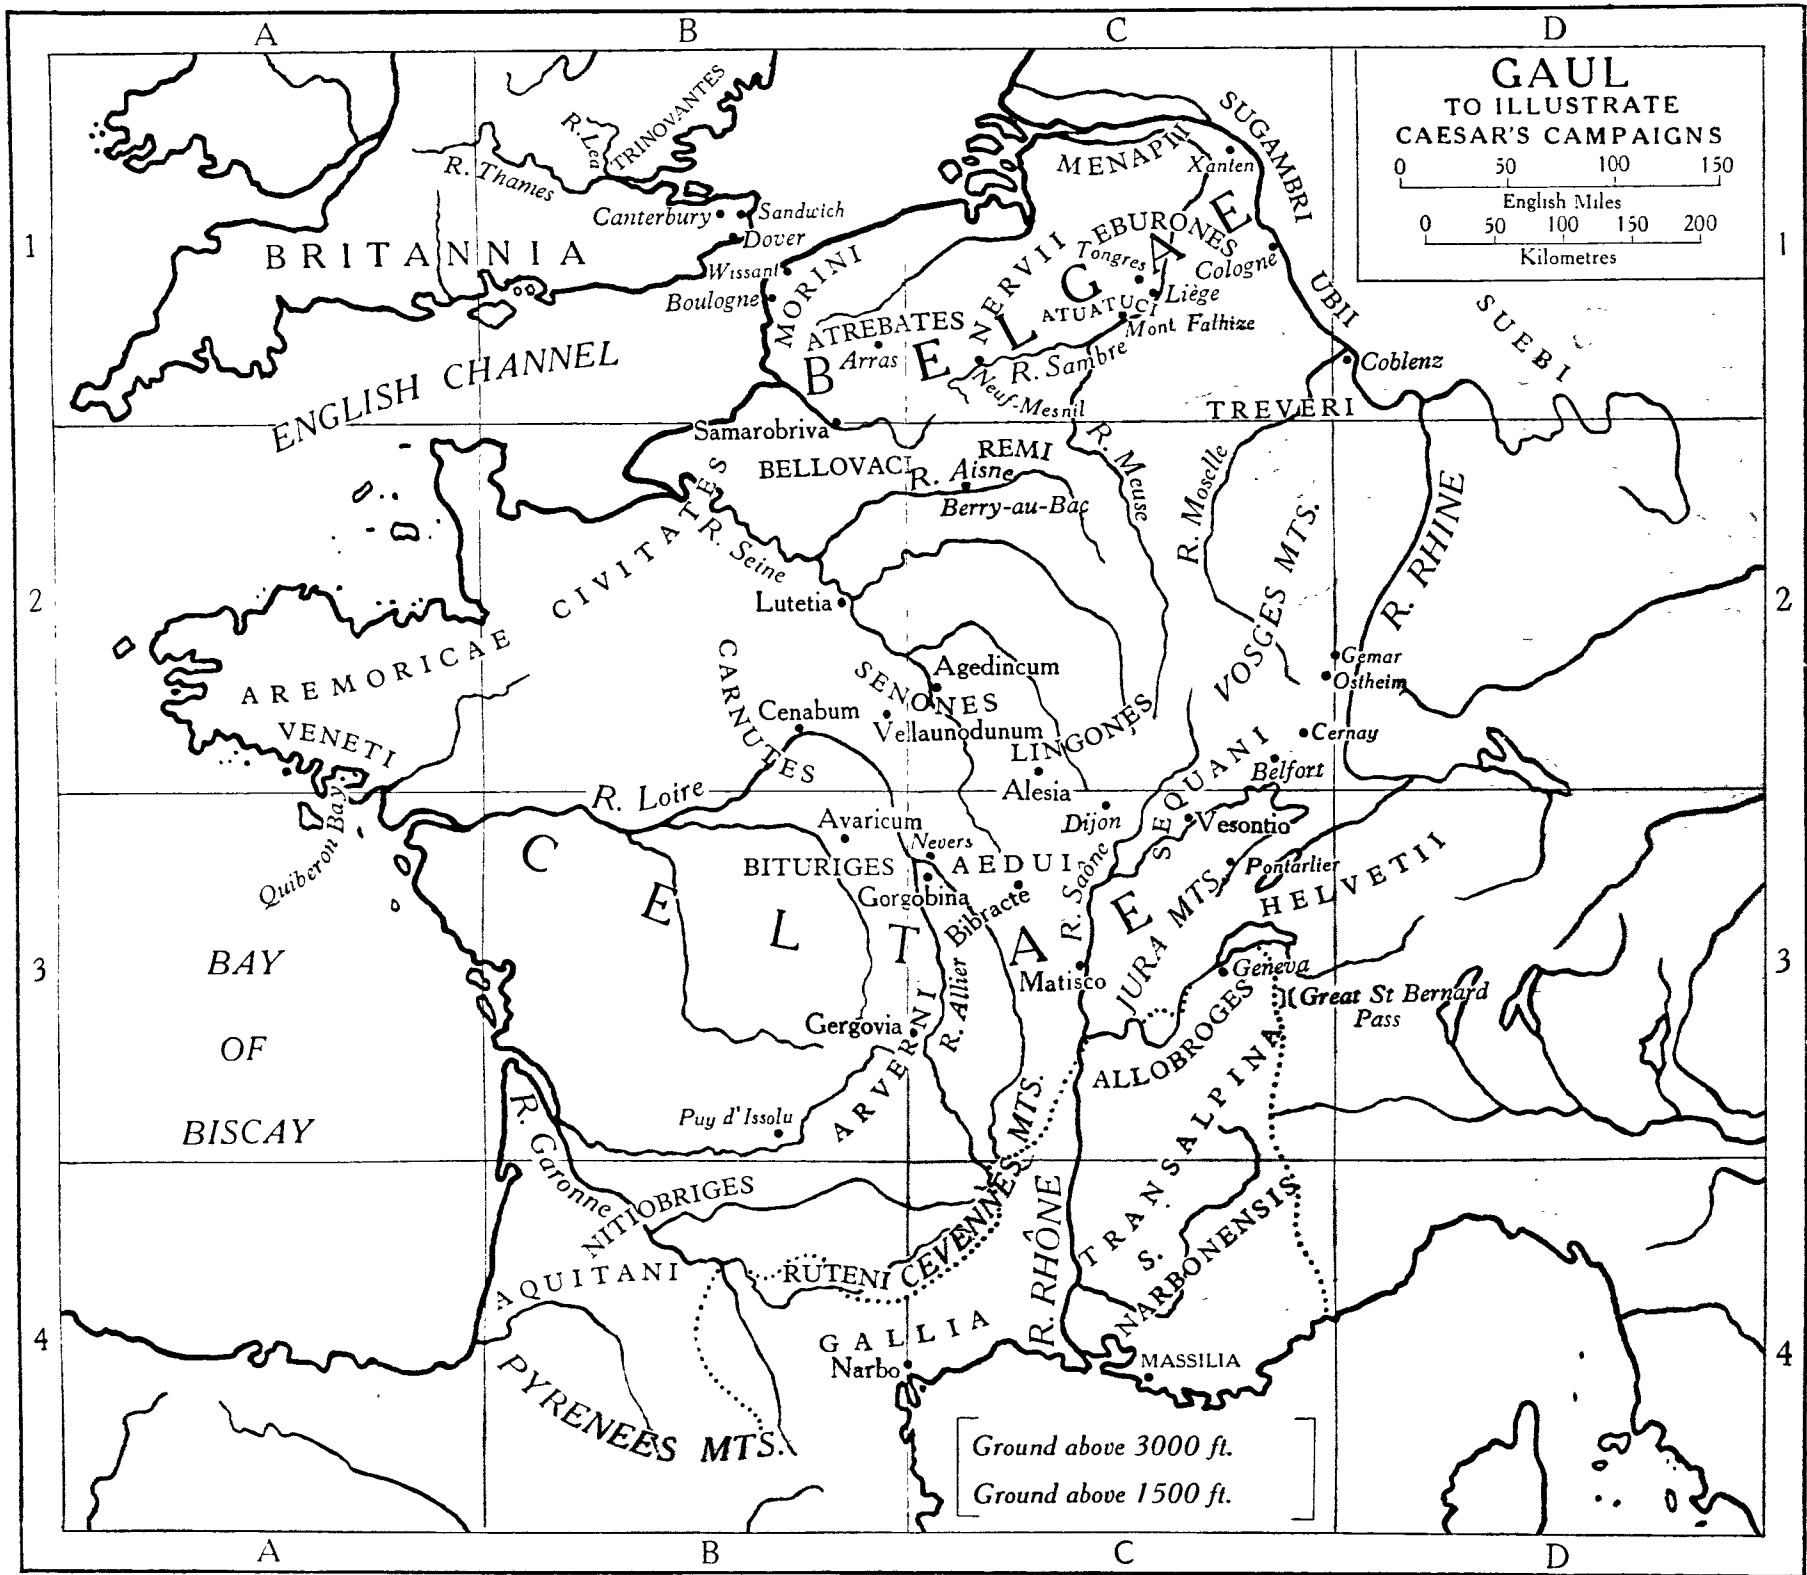 A B C D
GAUL
TO ILLUSTRATE
CAESAR'S CAMPAIGNS
0 50 100 150
English Miles
0 50 100 150 200
Kilometres
1
1
2
2
3
3
4
4
BRITANNIA
R. Thames
R. Lea
TRINOVANTES
Canterbury
Sandwich
Dover
Wissant
Boulogne
ENGLISH CHANNEL
MORINI
ATREBATES
Arras
BELGAE
NERVII
MENAPII
Xanten
SUGAMBRI
EBURONES
Tongres
Cologne
ATUATUCI
Liège
Mont Falhize
UBII
SUEBI
R. Sambre
Neuf-Mesnil
Coblenz
TREVERI
Samarobriva
BELLOVACI
REMI
R. Aisne
Berry-au-Bac
R. Meuse
R. Moselle
R. RHINE
VOSGES MTS.
AREMORICAE CIVITATES
R. Seine
Lutetia
CARNUTES
SENONES
Agedincum
Cenabum
Vellaunodunum
LINGONES
Gemar
Ostheim
Cernay
Belfort
VENETI
Quiberon Bay
R. Loire
Alesia
Dijon
SEQUANI
Vesontio
CELTAE
Avaricum
Nevers
BITURIGES
AEDUI
Gorgobina
Bibracte
R. Saône
Pontarlier
HELVETII
JURA MTS.
R. Allier
Matisco
Geneva
Great St Bernard
Pass
BAY
OF
BISCAY
Gergovia
ARVERNI
ALLOBROGES
Puy d'Issolu
R. Garonne
CEVENNES MTS.
NITIOBRIGES
AQUITANI
RUTENI
R. RHÔNE
GALLIA
TRANSALPINA
S.
NARBONENSIS
Narbo
MASSILIA
PYRENEES MTS.
Ground above 3000 ft.
Ground above 1500 ft.
A B C D